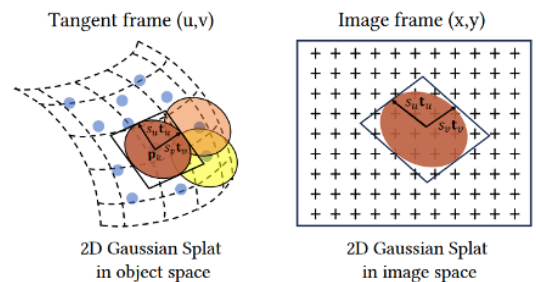 Tangent frame (u,v)
Image frame (x,y)
s_u t_u
s_v t_v
p_k
s_u t_u
s_v t_v
2D Gaussian Splat
in object space
2D Gaussian Splat
in image space